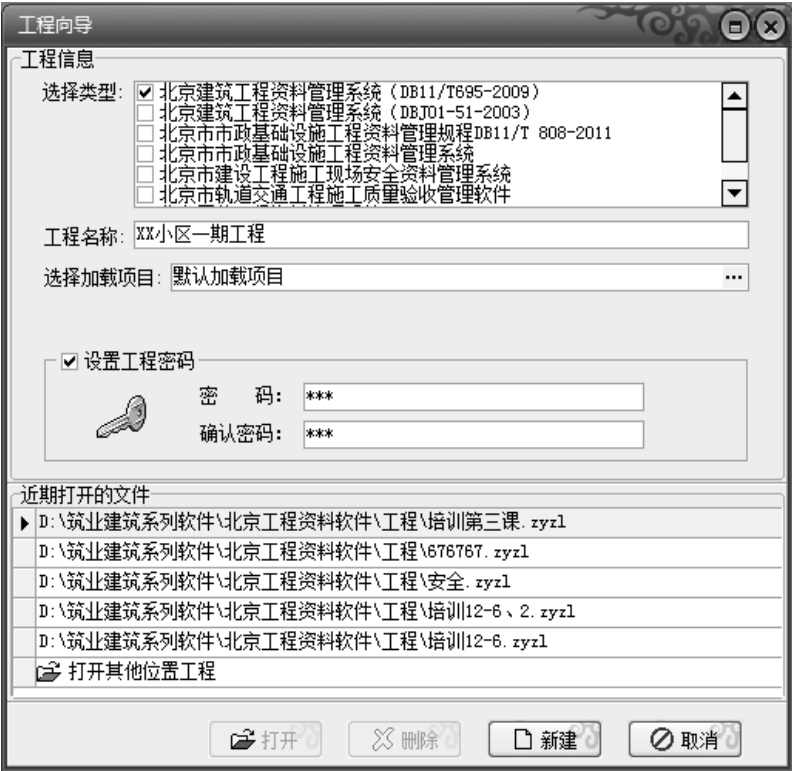 工程向导
工程信息
选择类型: 北京建筑工程资料管理系统(DB11/T695-2009)
北京建筑工程资料管理系统(DBJ01-51-2003)
北京市市政基础设施工程资料管理规程DB11/T 808-2011
北京市市政基础设施工程资料管理系统
北京市建设工程施工现场安全资料管理系统
北京市轨道交通工程施工质量验收管理软件
工程名称: XX小区一期工程
选择加载项目: 默认加载项目 ...
设置工程密码
密 码: ***
确认密码: ***
近期打开的文件
D:\筑业建筑系列软件\北京工程资料软件\工程\培训第三课.zyzl
D:\筑业建筑系列软件\北京工程资料软件\工程\676767.zyzl
D:\筑业建筑系列软件\北京工程资料软件\工程\安全.zyzl
D:\筑业建筑系列软件\北京工程资料软件\工程\培训12-6、2.zyzl
D:\筑业建筑系列软件\北京工程资料软件\工程\培训12-6.zyzl
打开其他位置工程
打开 删除 新建 取消